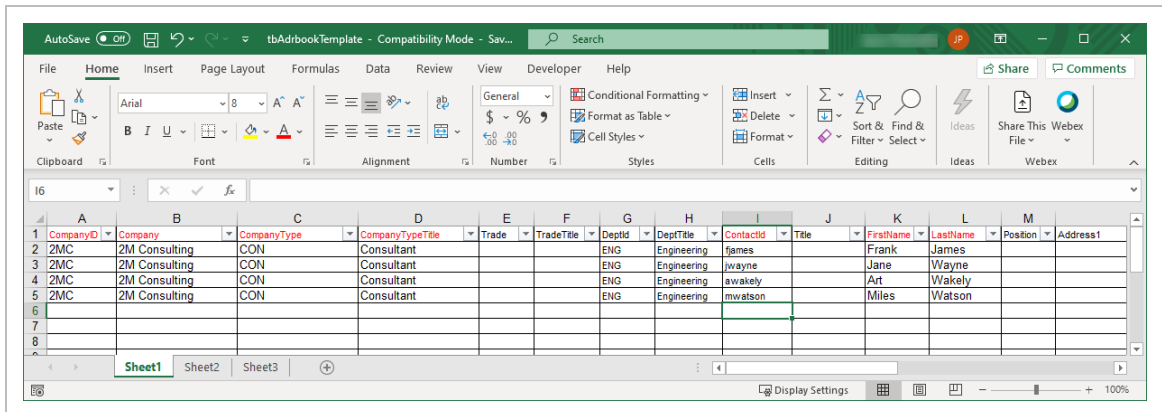 AutoSave Off tbAdrbookTemplate - Compatibility Mode - Sav... Search JP
File Home Insert Page Layout Formulas Data Review View Developer Help Share Comments
Paste Arial 8 A A ab General Conditional Formatting Insert Σ A Z
B I U A $ % 9 Format as Table Delete Sort & Find & Ideas Share This Webex
.00 .00 Cell Styles Format Filter Select File
Clipboard Font Alignment Number Styles Cells Editing Ideas Webex
I6 fx
A B C D E F G H I J K L M
1 CompanyID Company CompanyType CompanyTypeTitle Trade TradeTitle DeptId DeptTitle ContactId Title FirstName LastName Position Address1
2 2MC 2M Consulting CON Consultant ENG Engineering fjames Frank James
3 2MC 2M Consulting CON Consultant ENG Engineering jwayne Jane Wayne
4 2MC 2M Consulting CON Consultant ENG Engineering awakely Art Wakely
5 2MC 2M Consulting CON Consultant ENG Engineering mwatson Miles Watson
6
7
8
Sheet1 Sheet2 Sheet3
Display Settings 100%